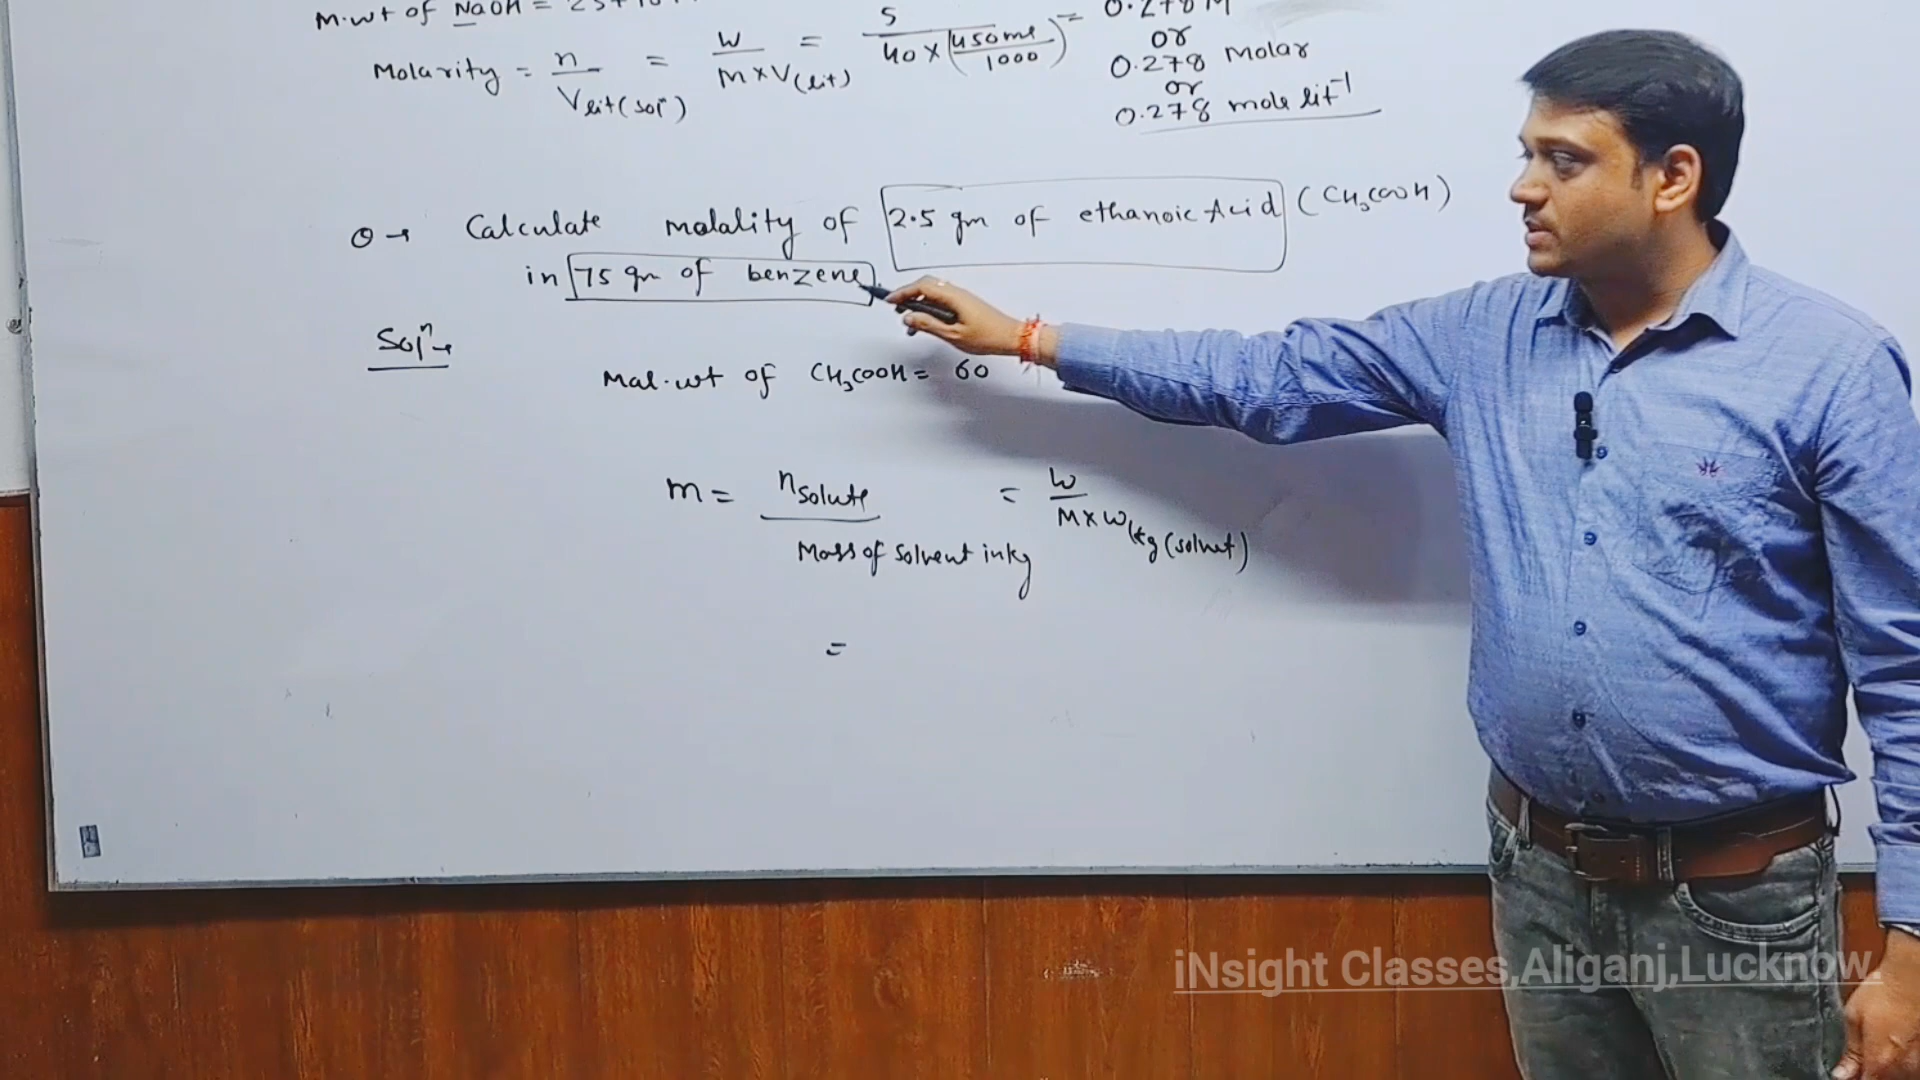 M.wt of NaOH =
Molarity = n / V lit (solⁿ) = W / M×V(lit) = 5 / 40 × (450ml / 1000) = 0.278 M
or
0.278 molar
or
0.278 mole lit⁻¹
Q→ Calculate molality of 2.5 gm of ethanoic Acid (CH₃COOH)
in 75 gm of benzene.
Solⁿ→
Mol.wt of CH₃COOH = 60
m = n solute / Mass of solvent in kg = W / M×W kg (solvent)
=
iNsight Classes,Aliganj,Lucknow.